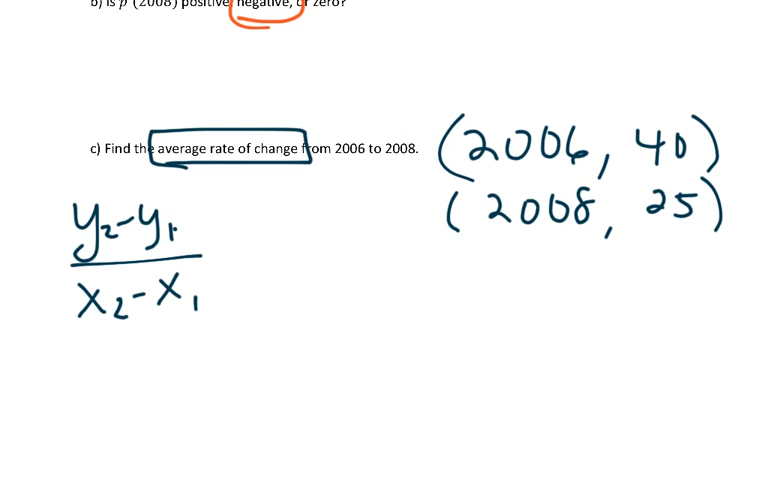 b) Is p (2008) positive, negative, or zero?
c) Find the average rate of change from 2006 to 2008.
(2006, 40)
(2008, 25)
y₂-y₁
x₂-x₁